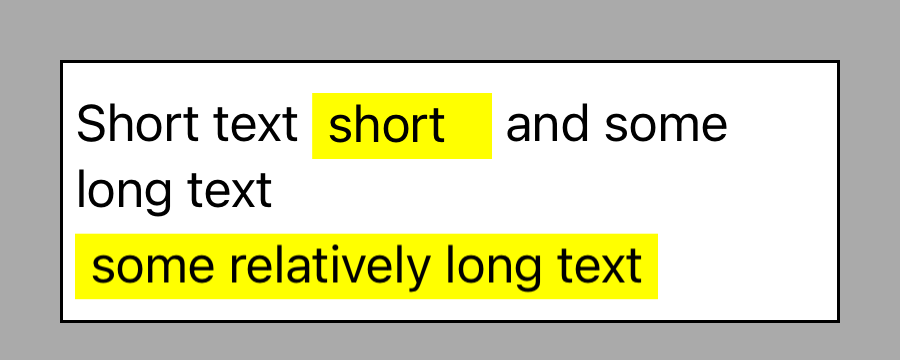 Short text short and some
long text
some relatively long text